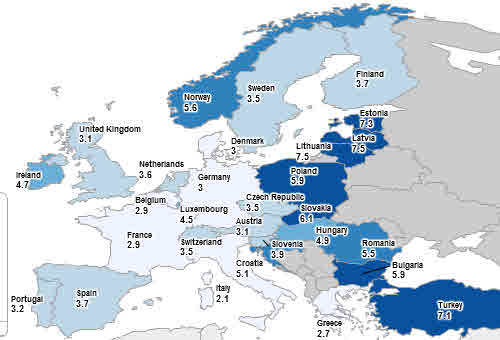 Finland
3.7
Sweden
3.5
Norway
5.6
Estonia
7.3
United Kingdom
3.1
Latvia
7.5
Denmark
3
Lithuania
7.5
Netherlands
3.6
Ireland
4.7
Germany
3
Poland
5.9
Belgium
2.9
Czech Republic
3.5
Luxembourg
4.5
Slovakia
6.1
Austria
3.1
France
2.9
Switzerland
3.5
Hungary
4.9
Slovenia
3.9
Romania
5.5
Croatia
5.1
Bulgaria
5.9
Spain
3.7
Italy
2.1
Portugal
3.2
Turkey
7.1
Greece
2.7